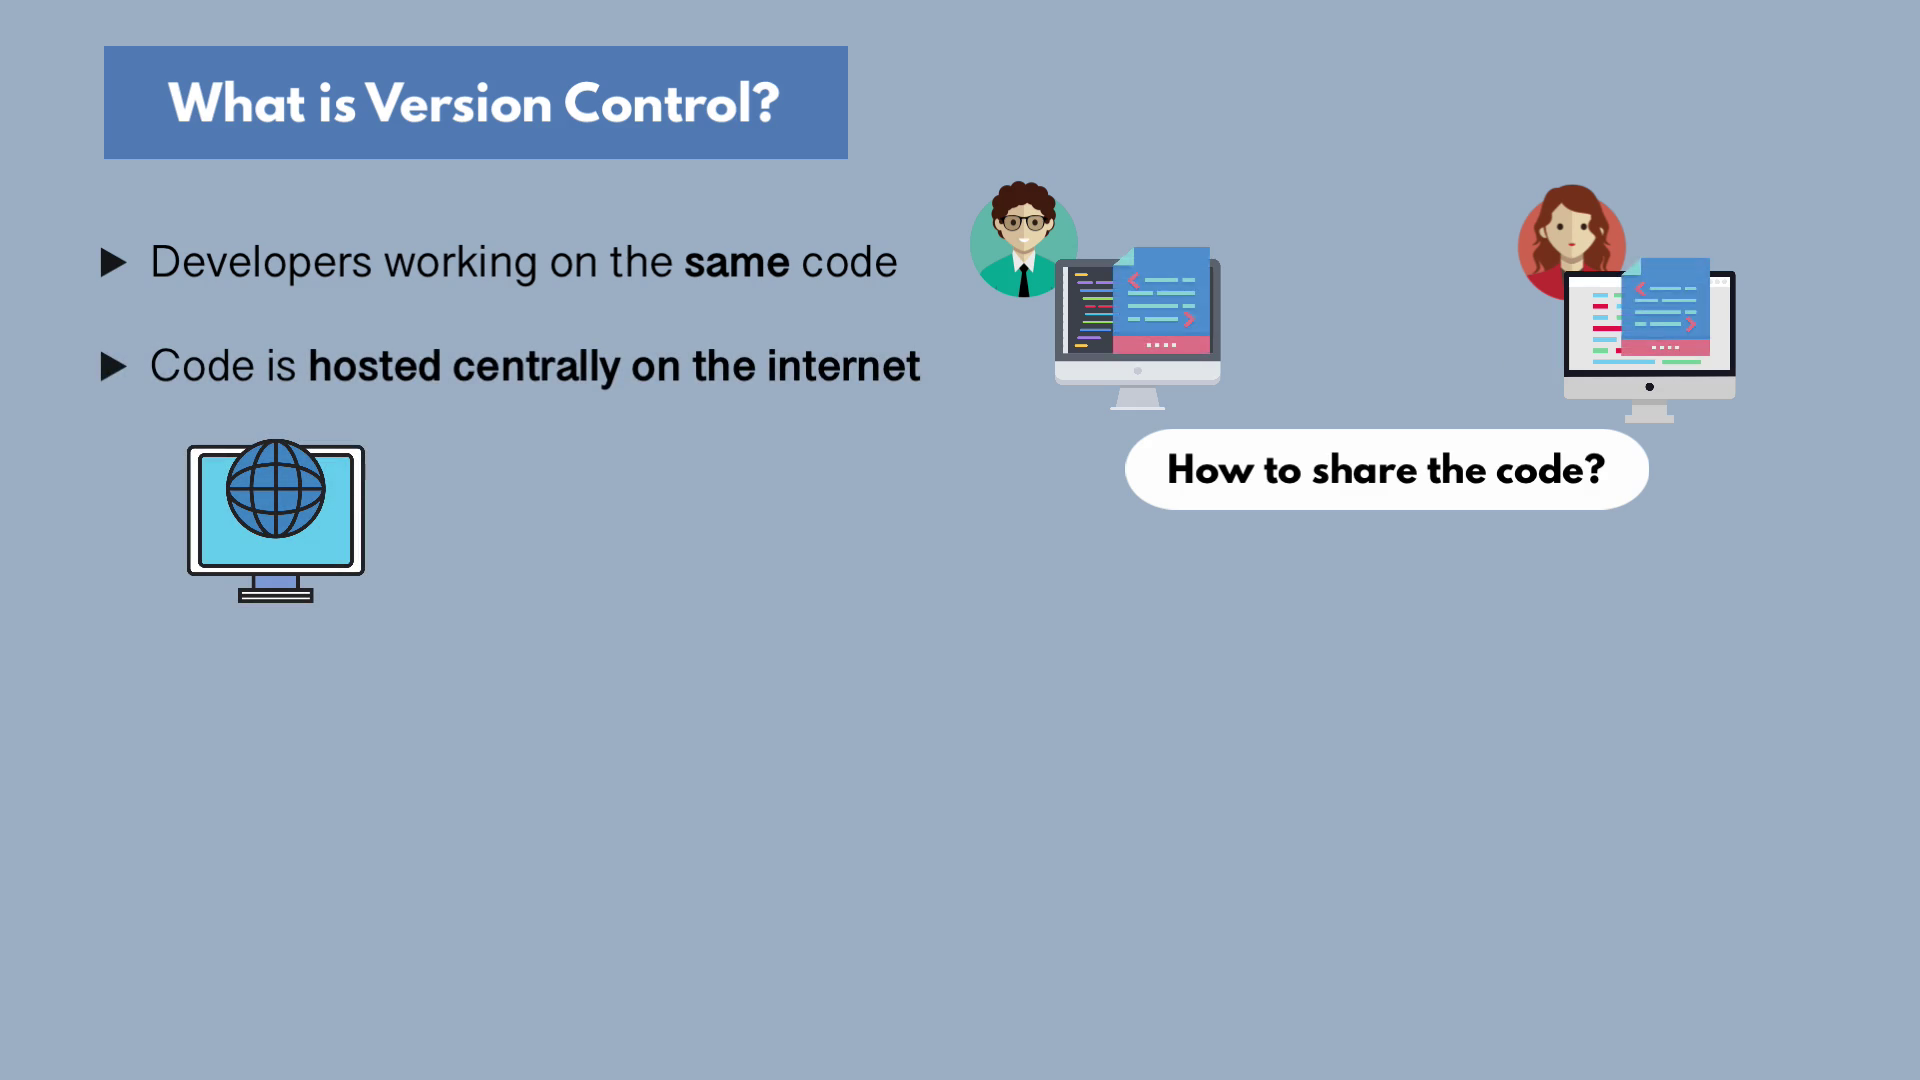 What is Version Control?
Developers working on the same code
Code is hosted centrally on the internet
How to share the code?